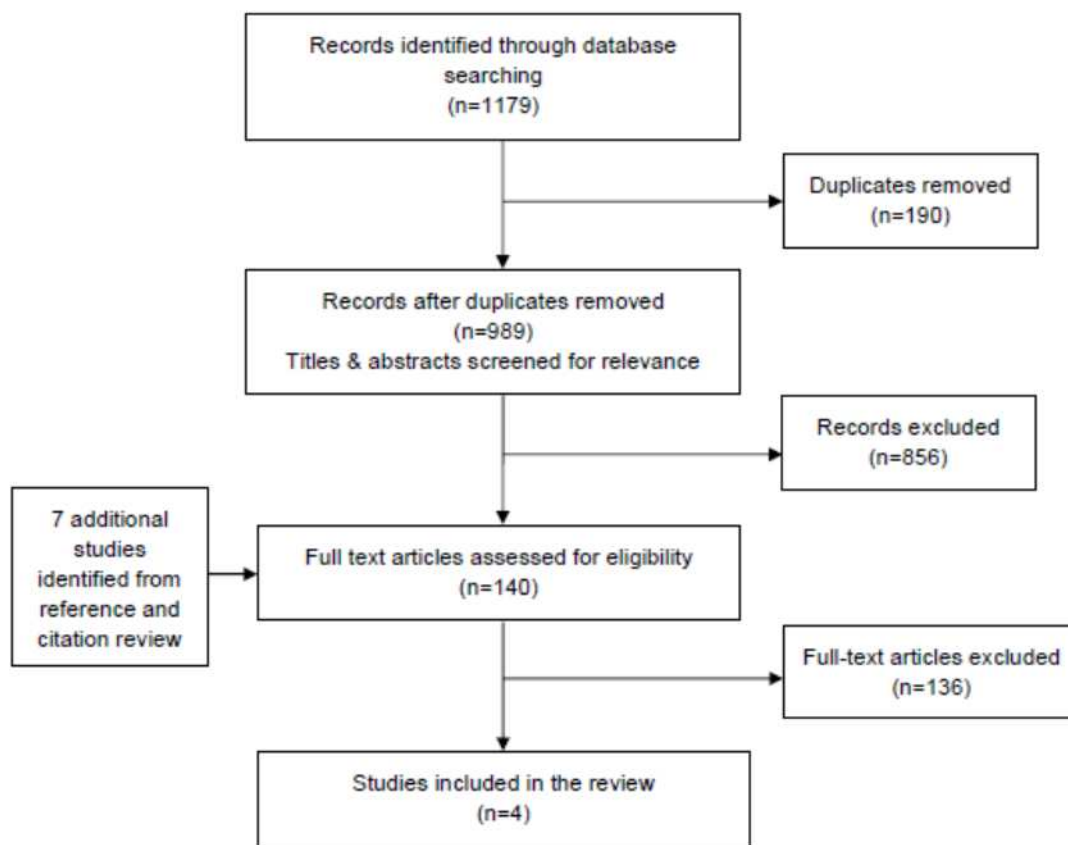 Records identified through database
searching
(n=1179)
Duplicates removed
(n=190)
Records after duplicates removed
(n=989)
Titles & abstracts screened for relevance
Records excluded
(n=856)
7 additional
studies
identified from
reference and
citation review
Full text articles assessed for eligibility
(n=140)
Full-text articles excluded
(n=136)
Studies included in the review
(n=4)